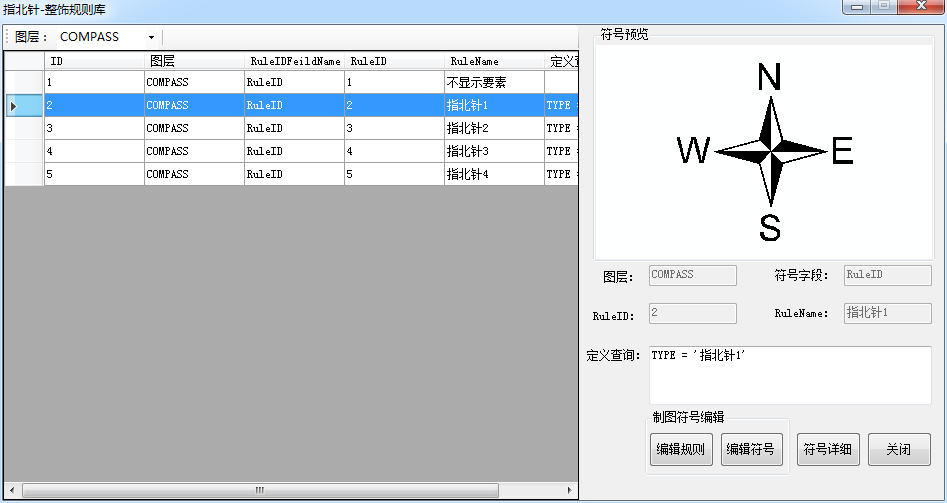 指北针-整饰规则库
图层： COMPASS
ID 图层 RuleIDFeildName RuleID RuleName 定义
1 COMPASS RuleID 1 不显示要素
2 COMPASS RuleID 2 指北针1 TYPE
3 COMPASS RuleID 3 指北针2 TYPE
4 COMPASS RuleID 4 指北针3 TYPE
5 COMPASS RuleID 5 指北针4 TYPE
符号预览
N
W E
S
图层： COMPASS 符号字段： RuleID
RuleID： 2 RuleName： 指北针1
定义查询： TYPE = '指北针1'
制图符号编辑
编辑规则 编辑符号 符号详细 关闭